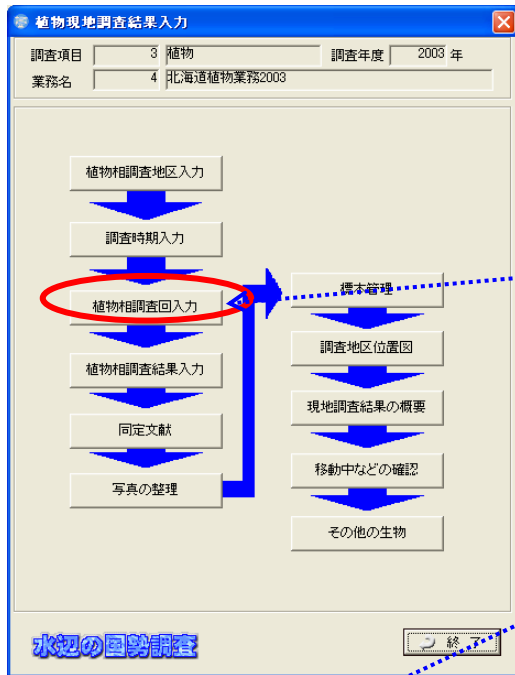 植物現地調査結果入力
調査項目 3 植物 調査年度 2003 年
業務名 4 北海道植物業務2003
植物相調査地区入力
調査時期入力
植物相調査回入力
植物相調査結果入力
同定文献
写真の整理
標本管理
調査地区位置図
現地調査結果の概要
移動中などの確認
その他の生物
水辺の国勢調査
終 了